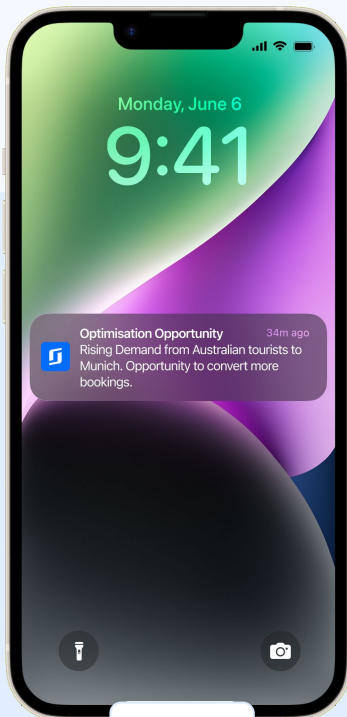 Monday, June 6
9:41
Optimisation Opportunity 34m ago
Rising Demand from Australian tourists to
Munich. Opportunity to convert more
bookings.